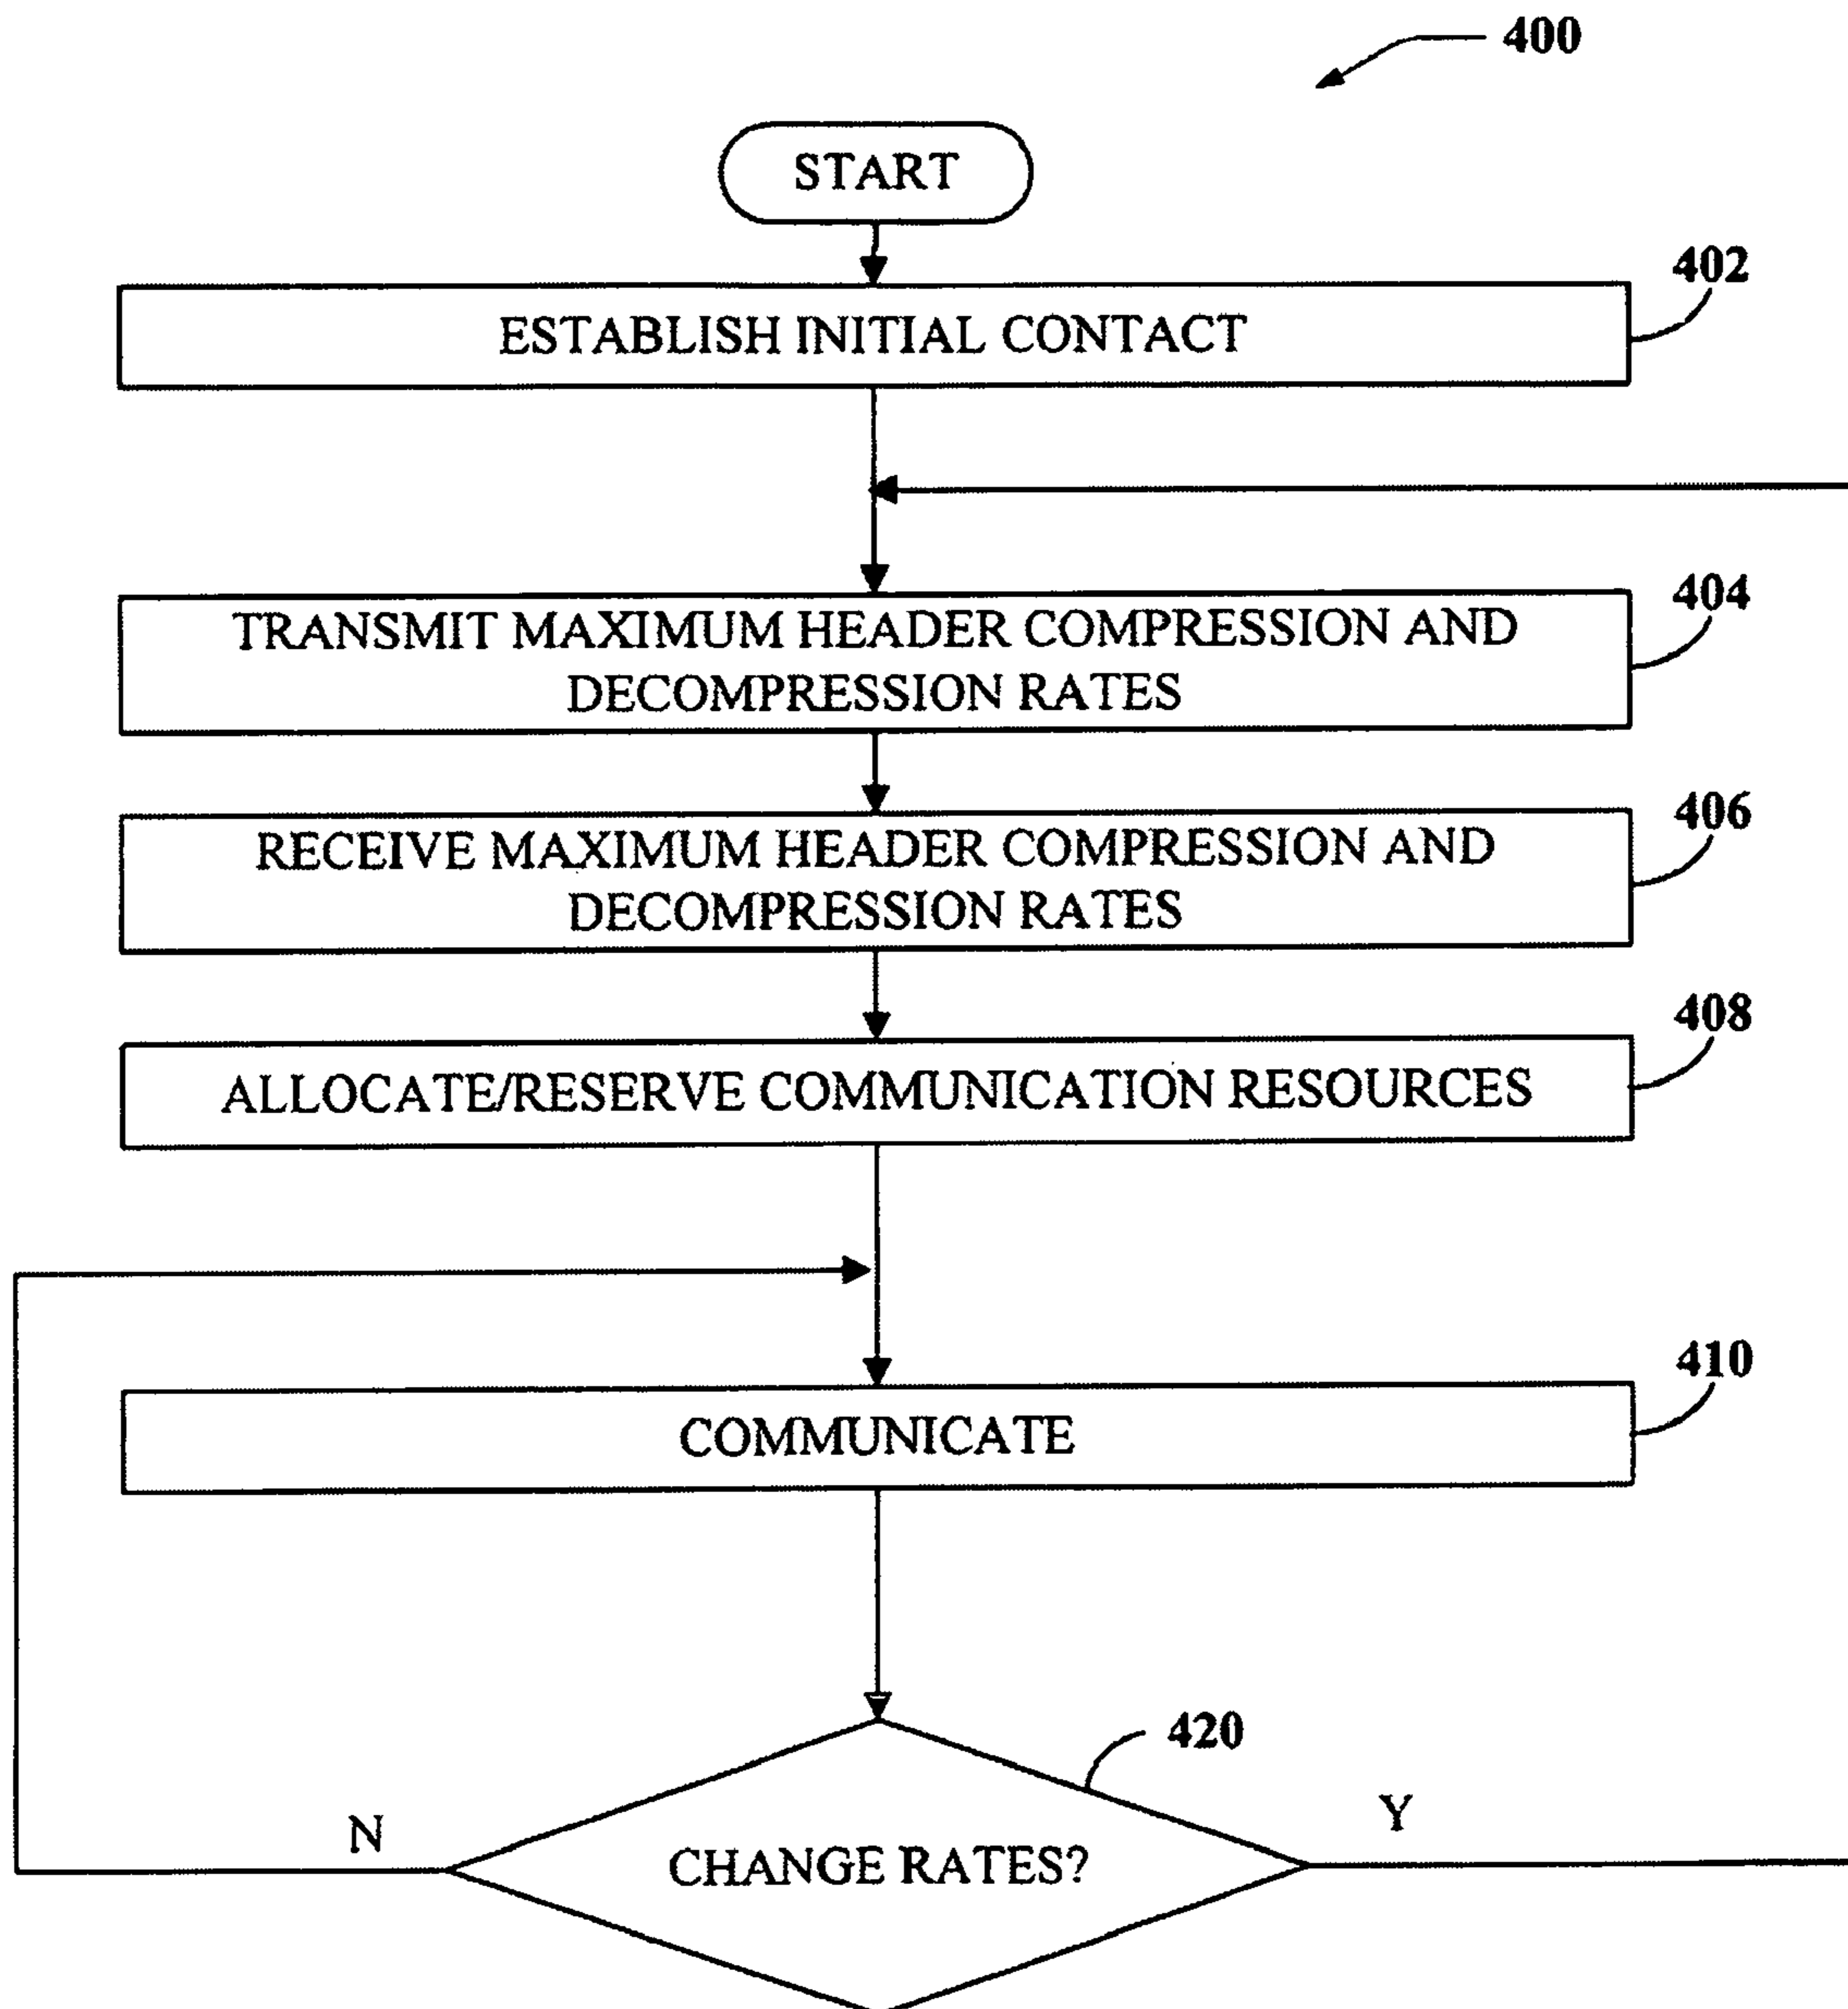 400
START
402
ESTABLISH INITIAL CONTACT
404
TRANSMIT MAXIMUM HEADER COMPRESSION AND
DECOMPRESSION RATES
406
RECEIVE MAXIMUM HEADER COMPRESSION AND
DECOMPRESSION RATES
408
ALLOCATE/RESERVE COMMUNICATION RESOURCES
410
COMMUNICATE
420
N
Y
CHANGE RATES?